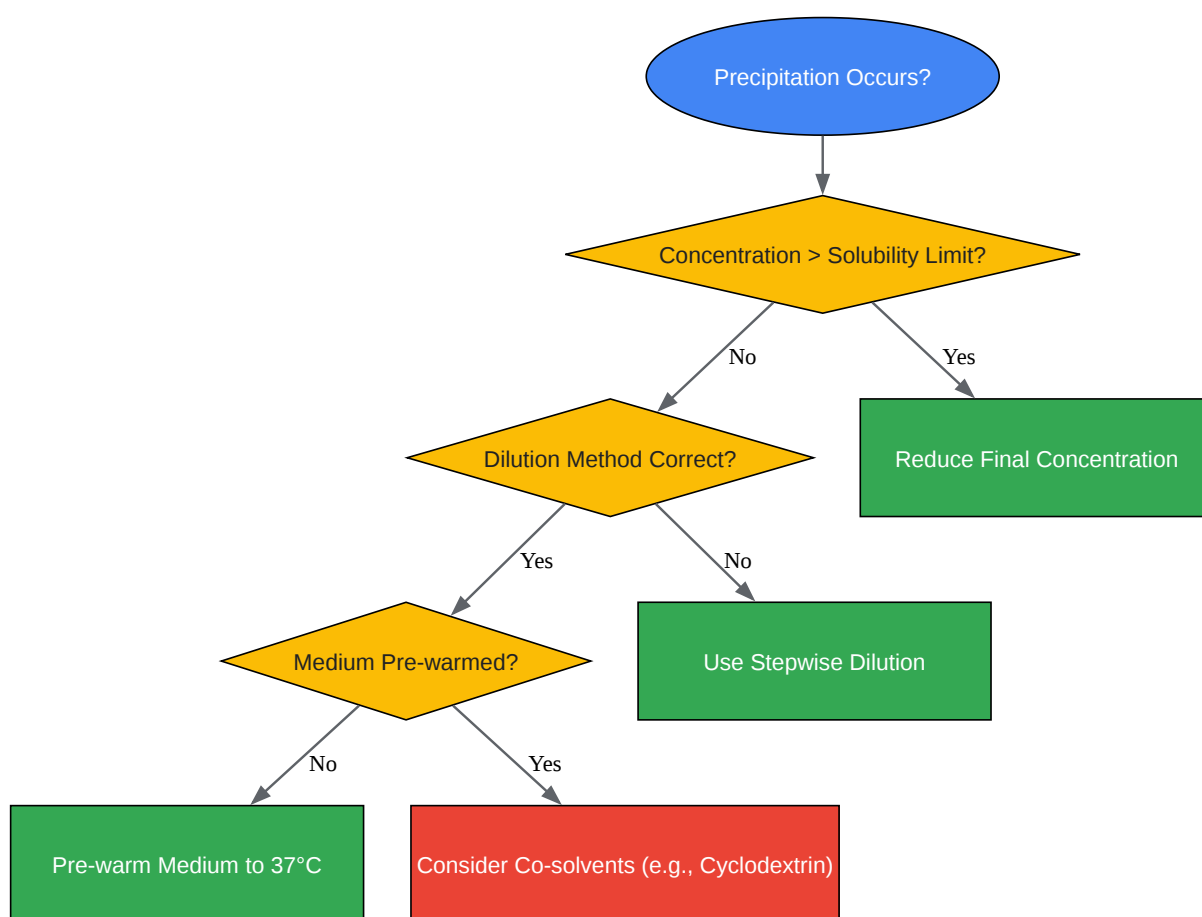 Precipitation Occurs?
Concentration > Solubility Limit?
No
Yes
Dilution Method Correct?
Reduce Final Concentration
Yes
No
Medium Pre-warmed?
Use Stepwise Dilution
No
Yes
Pre-warm Medium to 37°C
Consider Co-solvents (e.g., Cyclodextrin)